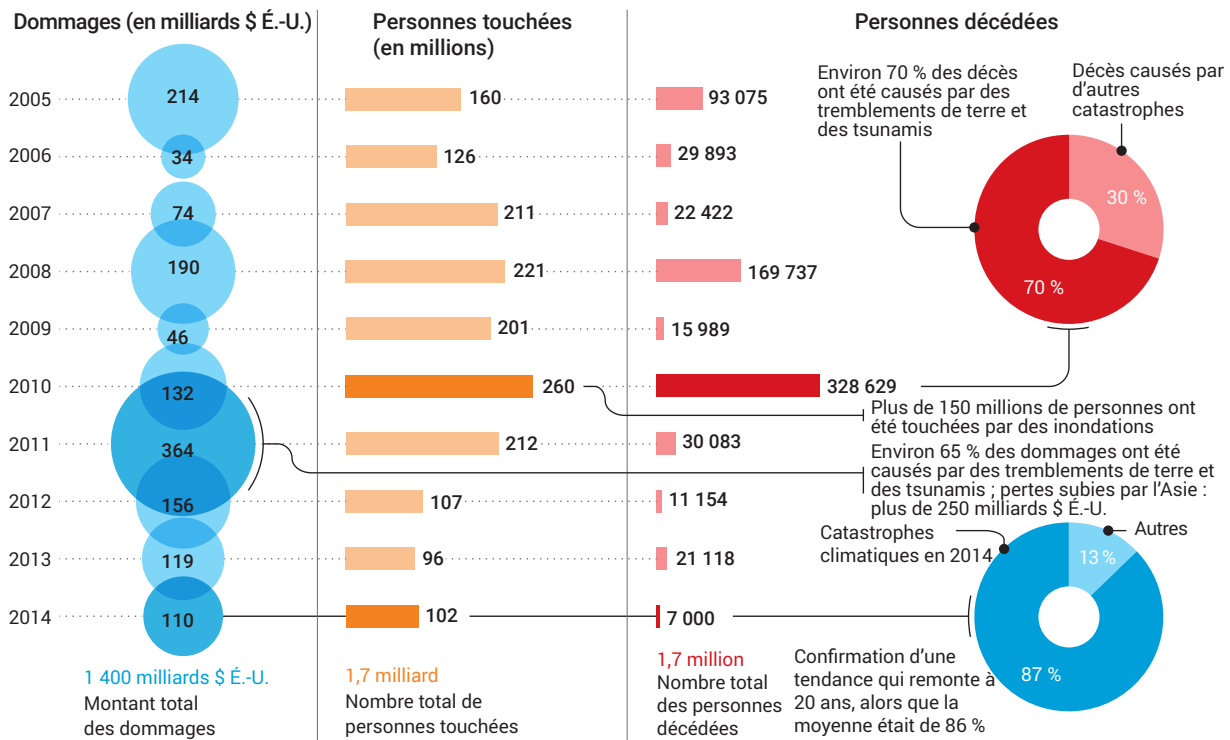 Dommages (en milliards $ É.-U.)
Personnes touchées
(en millions)
Personnes décédées
2005
214
160
93 075
2006
34
126
29 893
2007
74
211
22 422
2008
190
221
169 737
2009
46
201
15 989
2010
132
260
328 629
2011
364
212
30 083
2012
156
107
11 154
2013
119
96
21 118
2014
110
102
7 000
Environ 70 % des décès
ont été causés par des
tremblements de terre et
des tsunamis
Décès causés par
d'autres
catastrophes
30 %
70 %
Plus de 150 millions de personnes ont
été touchées par des inondations
Environ 65 % des dommages ont été
causés par des tremblements de terre et
des tsunamis ; pertes subies par l'Asie :
plus de 250 milliards $ É.-U.
Catastrophes
climatiques en 2014
Autres
13 %
87 %
1 400 milliards $ É.-U.
Montant total
des dommages
1,7 milliard
Nombre total de
personnes touchées
1,7 million
Nombre total
des personnes
décédées
Confirmation d'une
tendance qui remonte à
20 ans, alors que la
moyenne était de 86 %